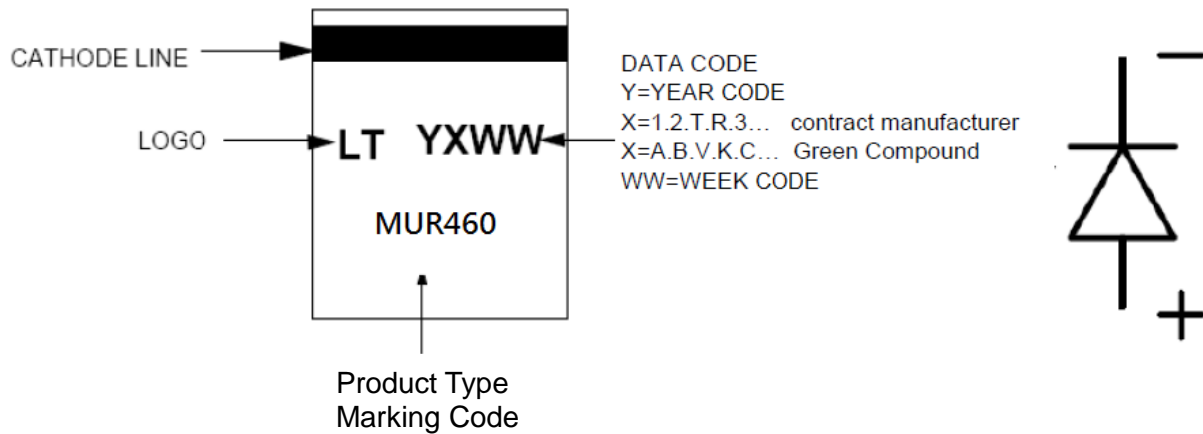 CATHODE LINE
LOGO
LT YXWW
MUR460
DATA CODE
Y=YEAR CODE
X=1.2.T.R.3... contract manufacturer
X=A.B.V.K.C... Green Compound
WW=WEEK CODE
Product Type
Marking Code
−
+